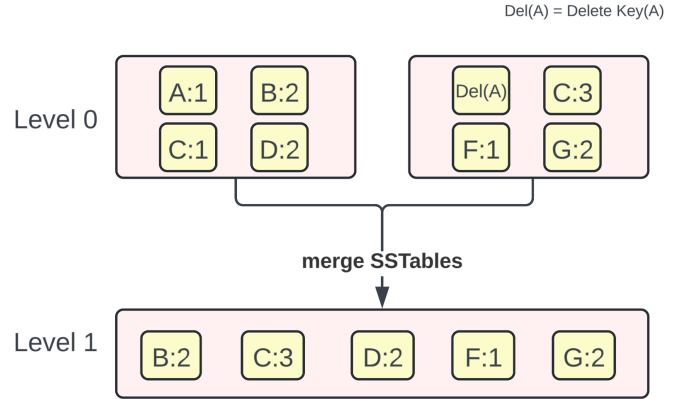 Del(A) = Delete Key(A)
Level 0
A:1 B:2
C:1 D:2
Del(A) C:3
F:1 G:2
merge SSTables
Level 1
B:2 C:3 D:2 F:1 G:2